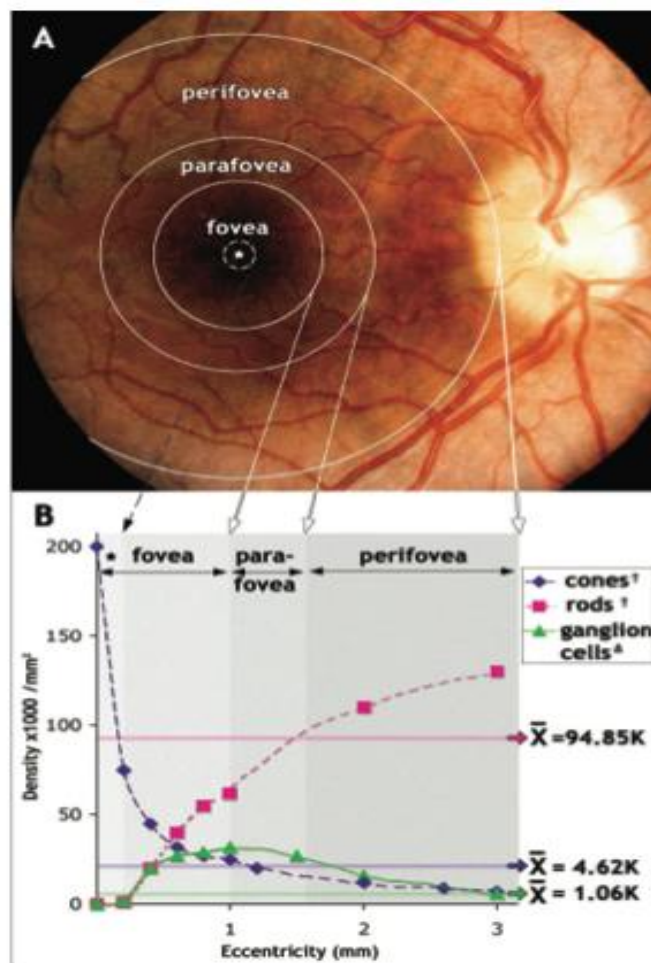 A
perifovea
parafovea
fovea
*
B
Density x1000 /mm²
200
150
100
50
0
* fovea
para-
fovea
perifovea
cones†
rods †
ganglion
cells
X̄ =94.85K
X̄ = 4.62K
X̄ = 1.06K
1
2
3
Eccentricity (mm)